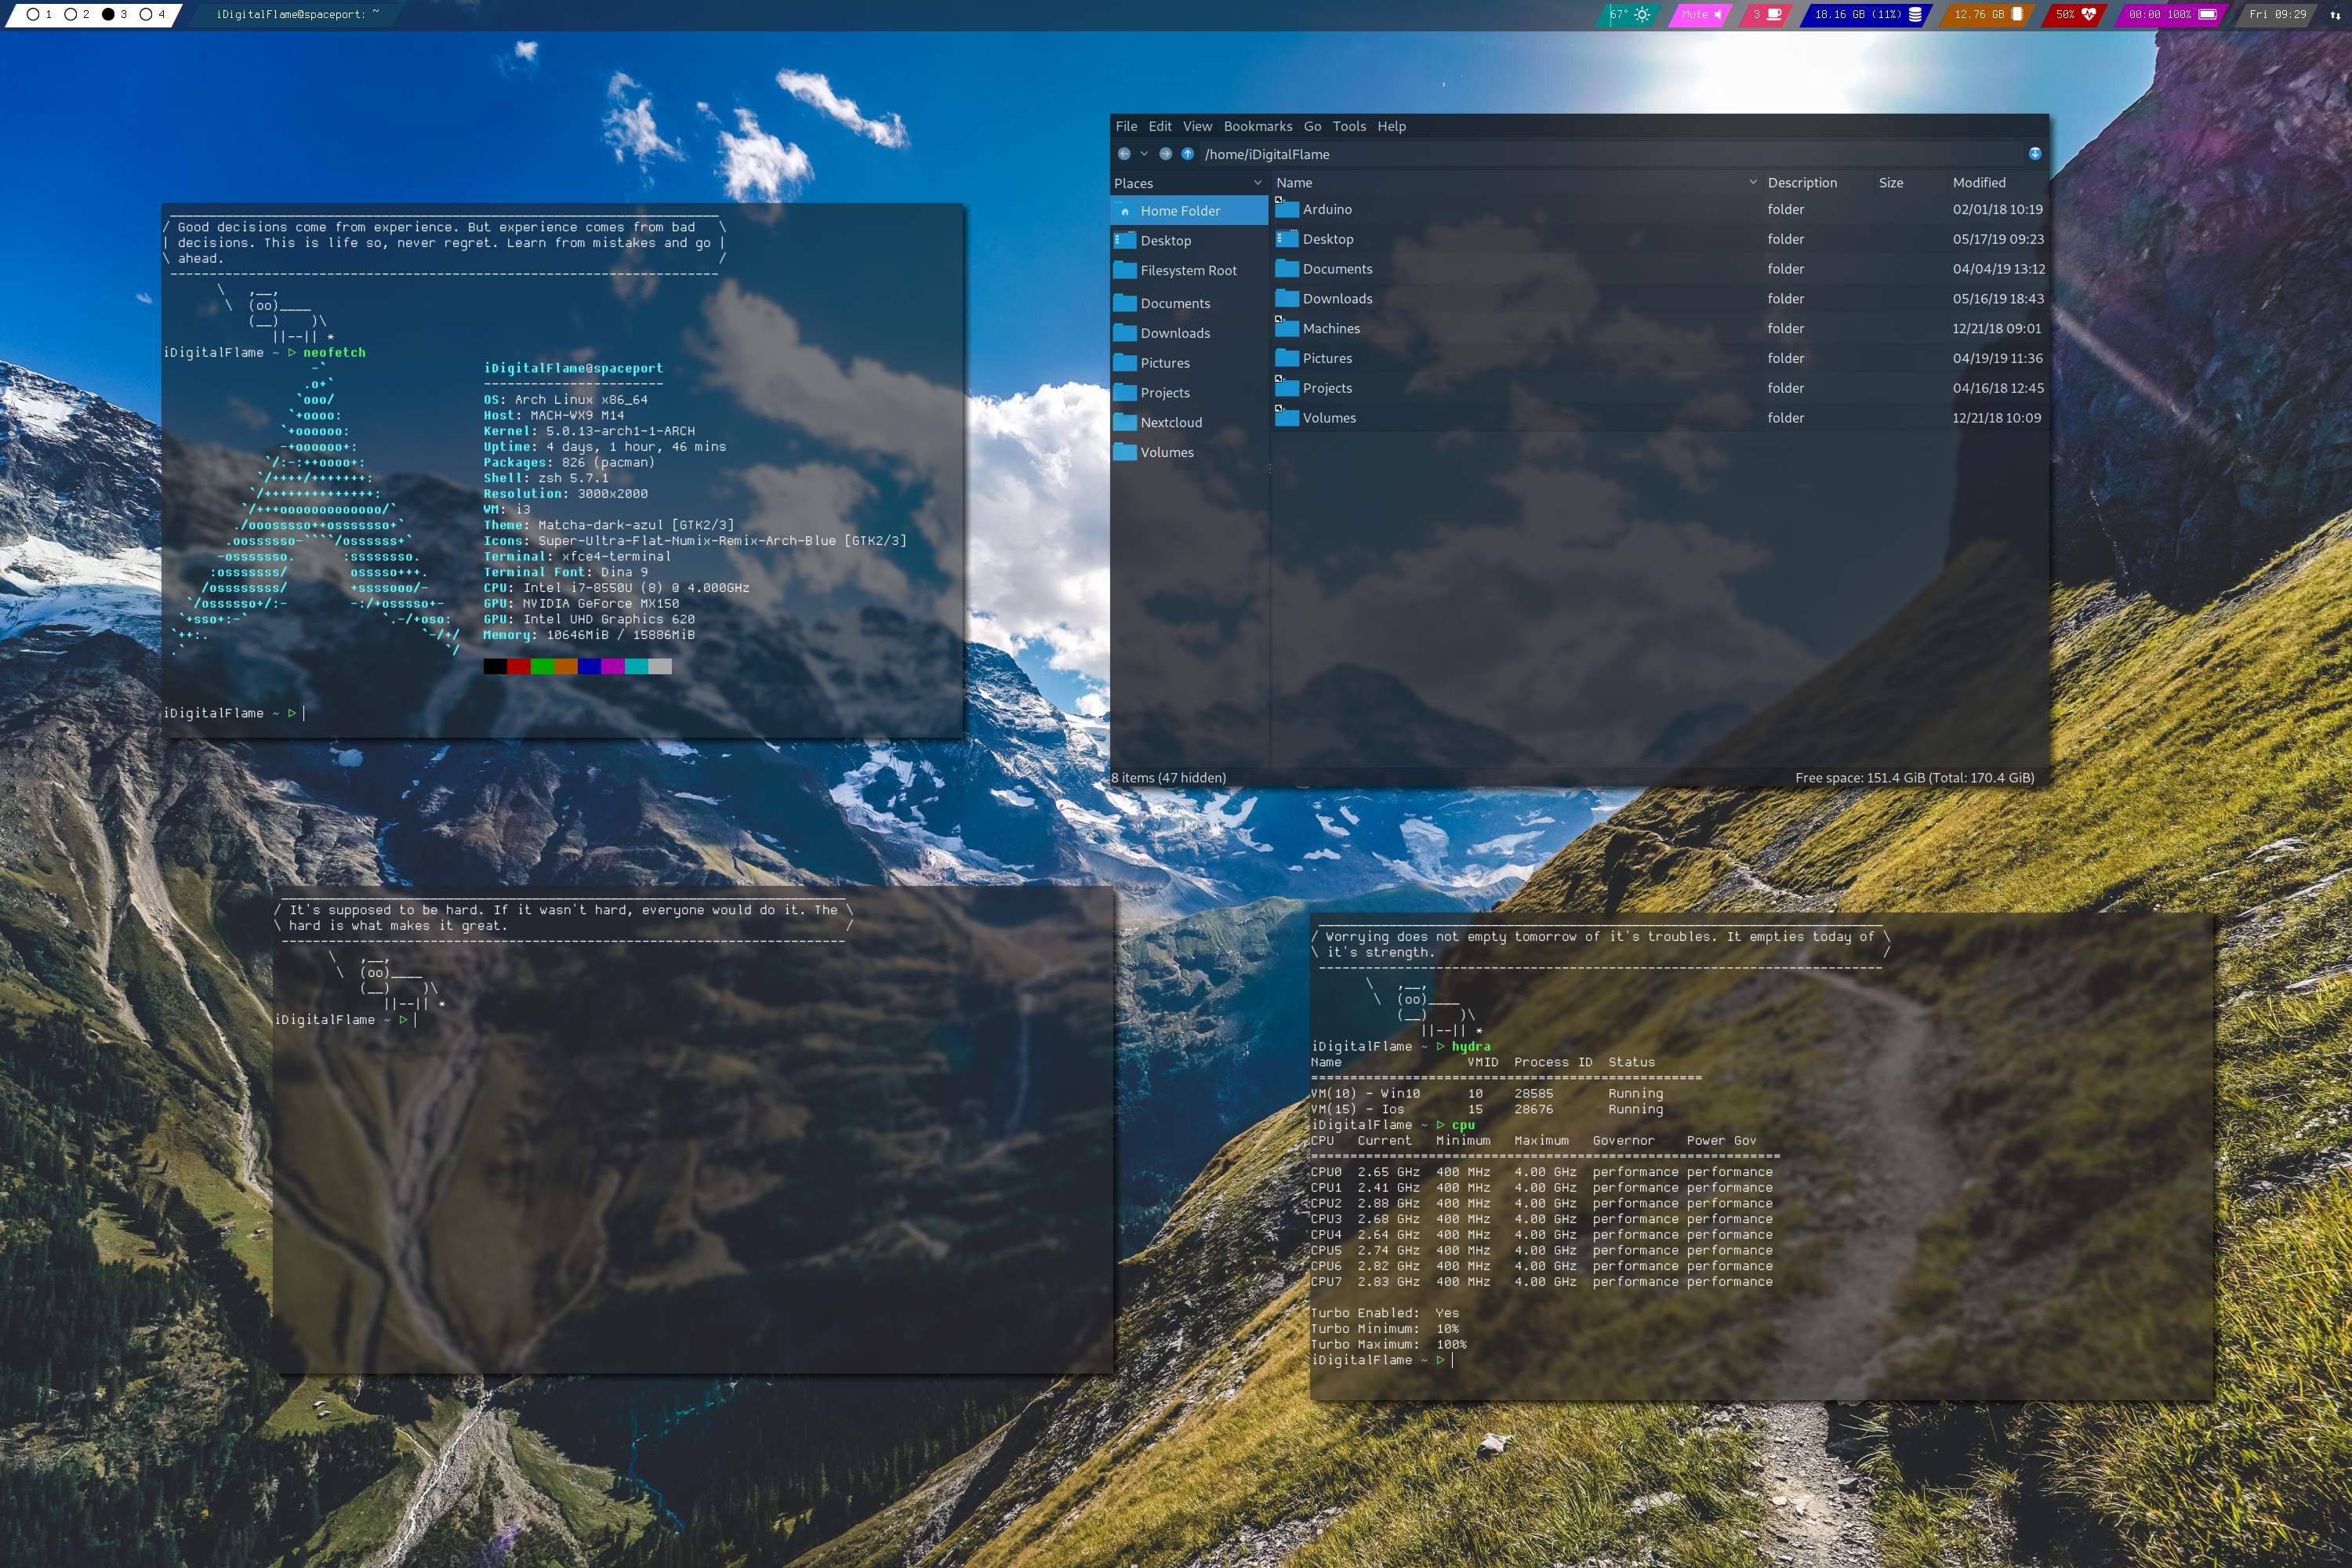 1 2 3 4 iDigitalFlame@spaceport: ~ 67° Mute 3 18.16 GB (11%) 12.76 GB 50% 00:00 100% Fri 09:29
/ Good decisions come from experience. But experience comes from bad \
| decisions. This is life so, never regret. Learn from mistakes and go |
\ ahead. /
\ ,__,
\ (oo)____
(__) )\
||--|| *
iDigitalFlame ~ ▷ neofetch
iDigitalFlame@spaceport
-----------------------
OS: Arch Linux x86_64
Host: MACH-WX9 M14
Kernel: 5.0.13-arch1-1-ARCH
Uptime: 4 days, 1 hour, 46 mins
Packages: 826 (pacman)
Shell: zsh 5.7.1
Resolution: 3000x2000
WM: i3
Theme: Matcha-dark-azul [GTK2/3]
Icons: Super-Ultra-Flat-Numix-Remix-Arch-Blue [GTK2/3]
Terminal: xfce4-terminal
Terminal Font: Dina 9
CPU: Intel i7-8550U (8) @ 4.000GHz
GPU: NVIDIA GeForce MX150
GPU: Intel UHD Graphics 620
Memory: 10646MiB / 15886MiB
iDigitalFlame ~ ▷
File Edit View Bookmarks Go Tools Help
/home/iDigitalFlame
Places
Home Folder
Desktop
Filesystem Root
Documents
Downloads
Pictures
Projects
Nextcloud
Volumes
Name Description Size Modified
Arduino folder 02/01/18 10:19
Desktop folder 05/17/19 09:23
Documents folder 04/04/19 13:12
Downloads folder 05/16/19 18:43
Machines folder 12/21/18 09:01
Pictures folder 04/19/19 11:36
Projects folder 04/16/18 12:45
Volumes folder 12/21/18 10:09
8 items (47 hidden) Free space: 151.4 GiB (Total: 170.4 GiB)
/ It's supposed to be hard. If it wasn't hard, everyone would do it. The \
\ hard is what makes it great. /
\ ,__,
\ (oo)____
(__) )\
||--|| *
iDigitalFlame ~ ▷
/ Worrying does not empty tomorrow of it's troubles. It empties today of \
\ it's strength. /
\ ,__,
\ (oo)____
(__) )\
||--|| *
iDigitalFlame ~ ▷ hydra
Name VMID Process ID Status
==================================================
VM(10) - Win10 10 28585 Running
VM(15) - Ios 15 28676 Running
iDigitalFlame ~ ▷ cpu
CPU Current Minimum Maximum Governor Power Gov
============================================================
CPU0 2.65 GHz 400 MHz 4.00 GHz performance performance
CPU1 2.41 GHz 400 MHz 4.00 GHz performance performance
CPU2 2.88 GHz 400 MHz 4.00 GHz performance performance
CPU3 2.68 GHz 400 MHz 4.00 GHz performance performance
CPU4 2.64 GHz 400 MHz 4.00 GHz performance performance
CPU5 2.74 GHz 400 MHz 4.00 GHz performance performance
CPU6 2.82 GHz 400 MHz 4.00 GHz performance performance
CPU7 2.83 GHz 400 MHz 4.00 GHz performance performance
Turbo Enabled: Yes
Turbo Minimum: 10%
Turbo Maximum: 100%
iDigitalFlame ~ ▷